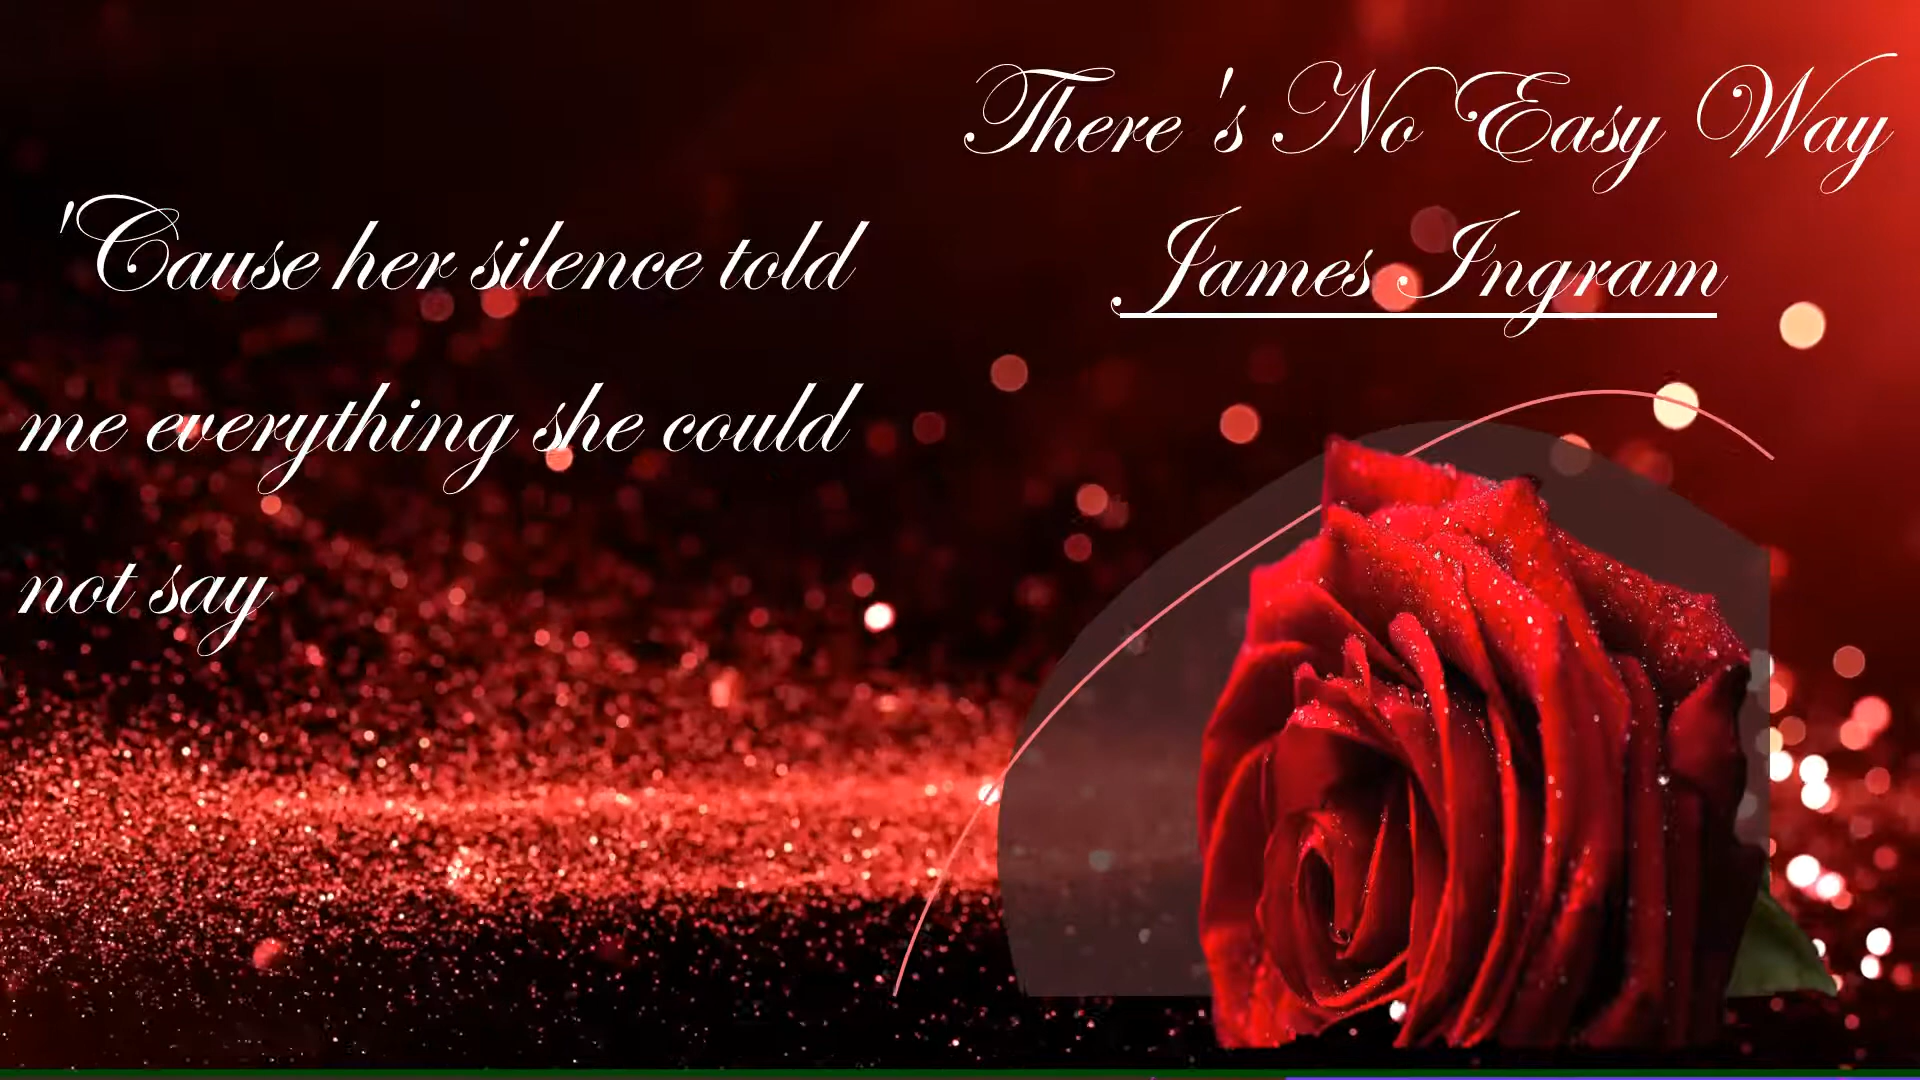 There's No Easy Way
James Ingram
'Cause her silence told
me everything she could
not say